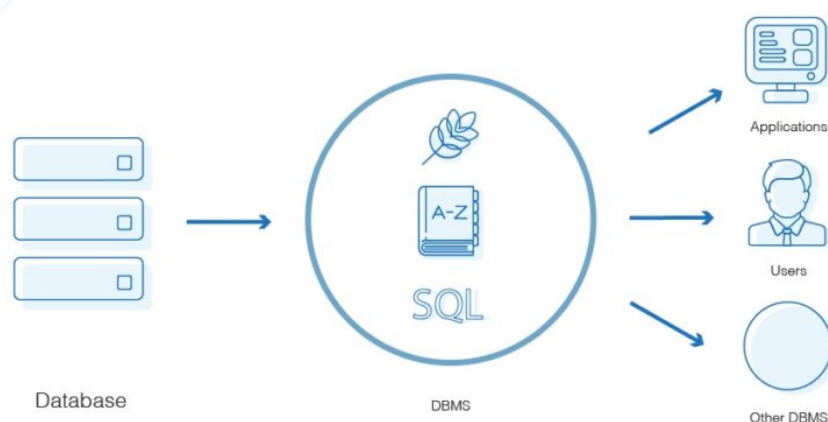 Applications
A-Z
Users
SQL
Database
DBMS
Other DBMS